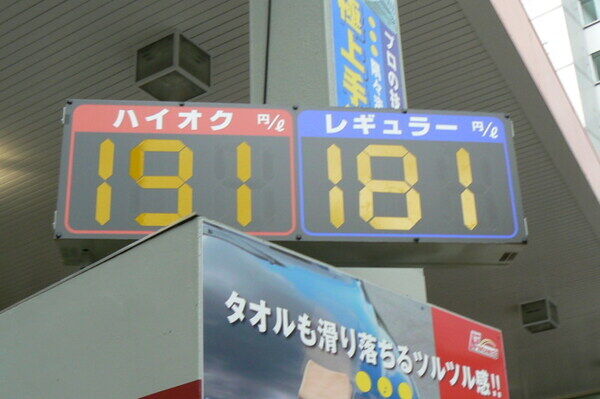 極上手
プロの
ハイオク 円/ℓ
191
レギュラー 円/ℓ
181
タオルも滑り落ちるツルツル感!!